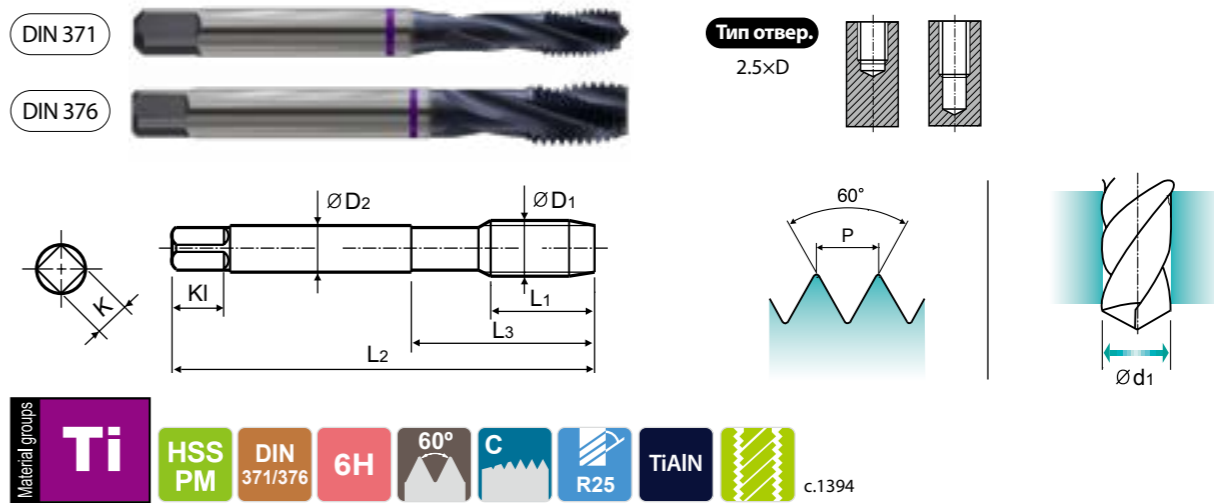 DIN 371
DIN 376
Тип отвер.
2.5×D
ØD2
ØD1
K
Kl
L1
L3
L2
60°
P
Ød1
Material groups
Ti
HSS
PM
DIN
371/376
6H
60º
C
R25
TiAlN
c.1394